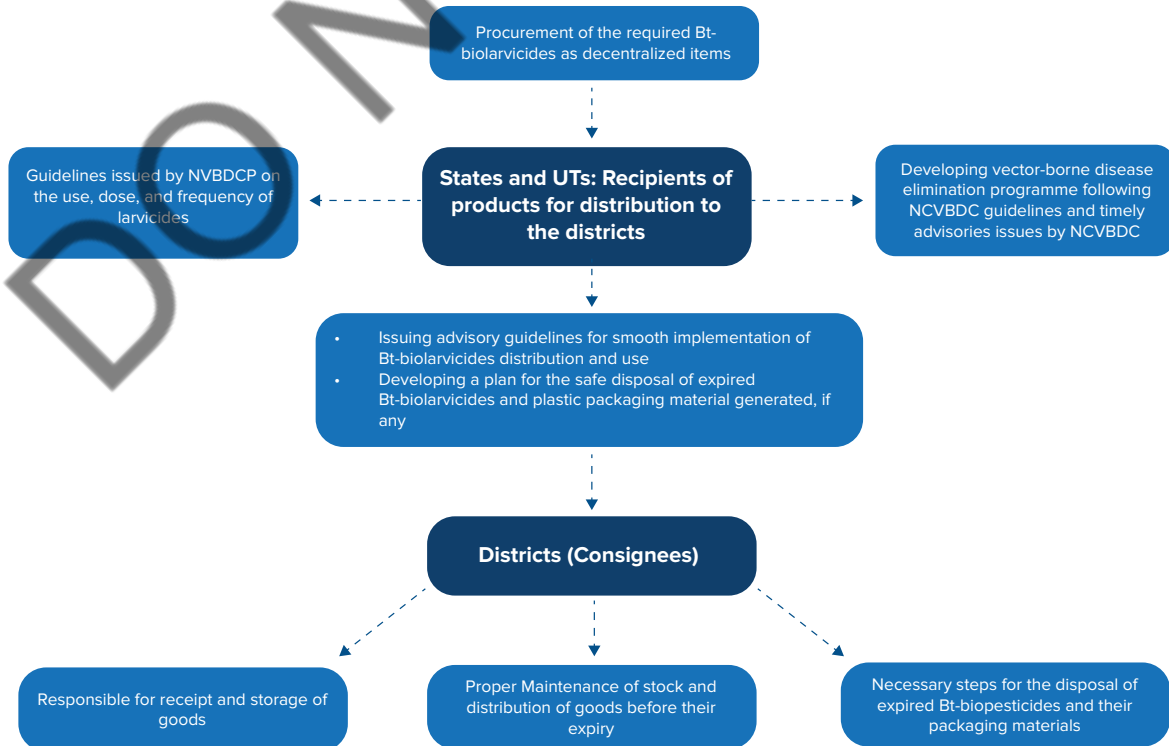 Procurement of the required Bt-
biolarvicides as decentralized items
Guidelines issued by NVBDCP on
the use, dose, and frequency of
larvicides
States and UTs: Recipients of
products for distribution to
the districts
Developing vector-borne disease
elimination programme following
NCVBDC guidelines and timely
advisories issues by NCVBDC
• Issuing advisory guidelines for smooth implementation of
Bt-biolarvicides distribution and use
• Developing a plan for the safe disposal of expired
Bt-biolarvicides and plastic packaging material generated, if
any
Districts (Consignees)
Responsible for receipt and storage of
goods
Proper Maintenance of stock and
distribution of goods before their
expiry
Necessary steps for the disposal of
expired Bt-biopesticides and their
packaging materials
DON